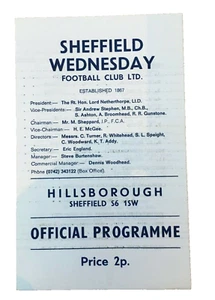 SHEFFIELD
WEDNESDAY
FOOTBALL CLUB LTD.
ESTABLISHED 1867
President:— The Rt. Hon. Lord Netherthorpe, LL.D.
Vice-Presidents:— Sir Andrew Stephen, M.B., Ch.B.,
S. Ashton, A. Broomhead, R. R. Gunstone.
Chairman:— Mr. M. Sheppard, I.P.F.C.A.
Vice-Chairman:— H. E. McGee.
Directors:— Messrs. C. Turner, R. Whitehead, B. L. Speight,
C. Woodward, K. T. Addy.
Secretary:— Eric England.
Manager:— Steve Burtenshaw.
Commercial Manager:— Dennis Woodhead.
Phone (0742) 343122 (Box Office).
HILLSBOROUGH
SHEFFIELD S6 1SW
OFFICIAL PROGRAMME
Price 2p.